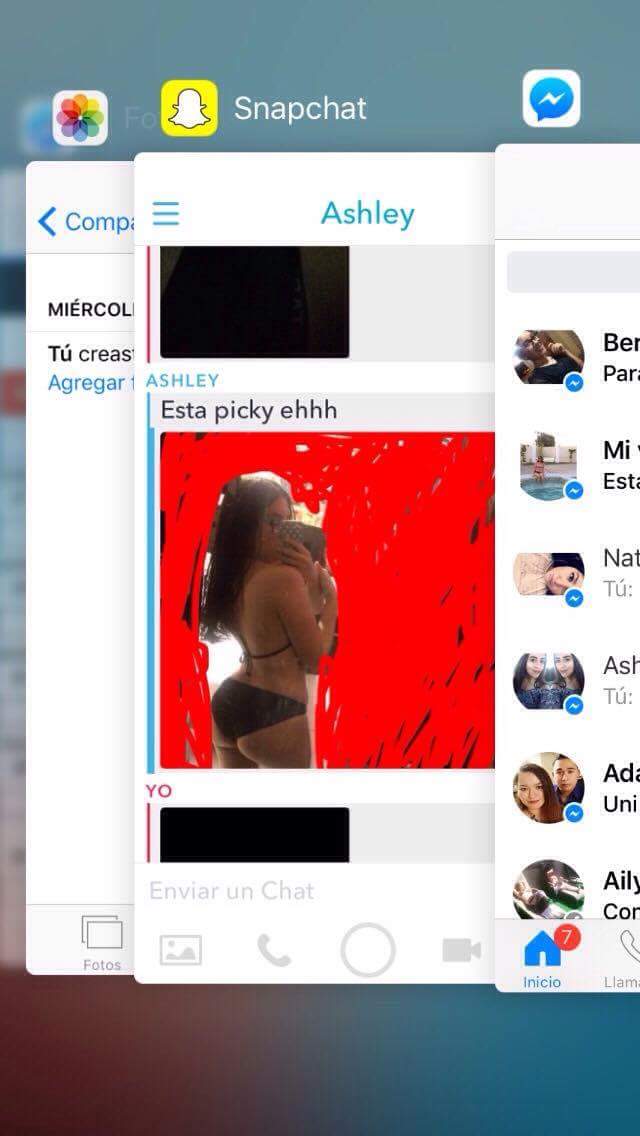 Snapchat
Compa
MIÉRCOL
Tú creast
Agregar f
Fotos
Ashley
ASHLEY
Esta picky ehhh
YO
Enviar un Chat
Ber
Para
Mi
Esta
Nat
Tú:
Ash
Tú:
Ada
Uni
Aily
Con
7
Inicio
Llama